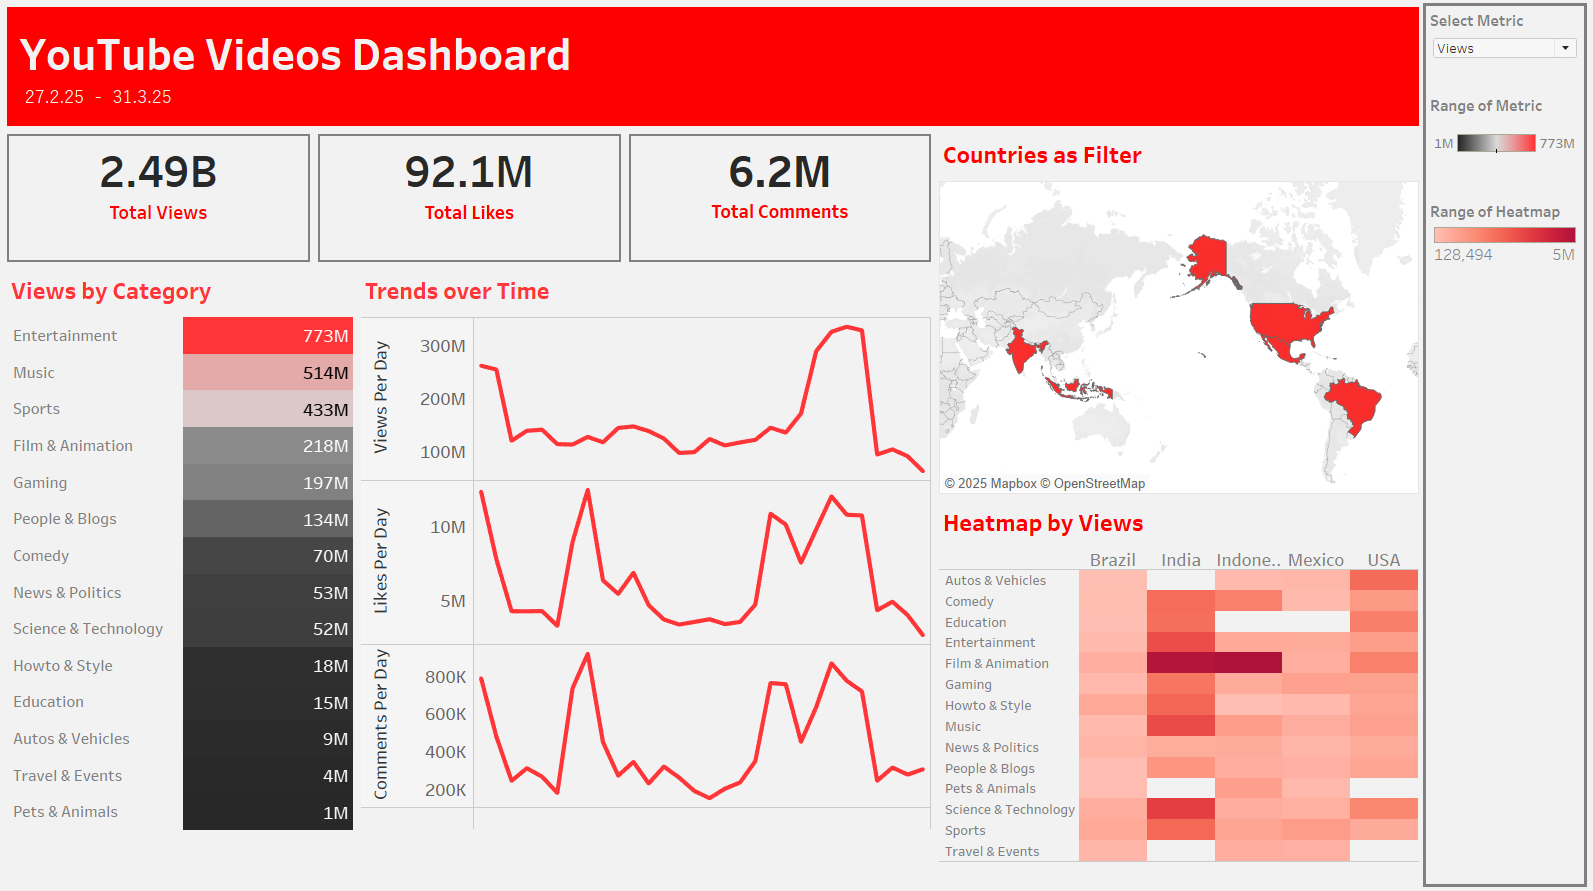 YouTube Videos Dashboard
27.2.25 - 31.3.25
2.49B
Total Views
92.1M
Total Likes
6.2M
Total Comments
Views by Category
Entertainment 773M
Music 514M
Sports 433M
Film & Animation 218M
Gaming 197M
People & Blogs 134M
Comedy 70M
News & Politics 53M
Science & Technology 52M
Howto & Style 18M
Education 15M
Autos & Vehicles 9M
Travel & Events 4M
Pets & Animals 1M
Trends over Time
Views Per Day
300M
200M
100M
Likes Per Day
10M
5M
Comments Per Day
800K
600K
400K
200K
Countries as Filter
© 2025 Mapbox © OpenStreetMap
Heatmap by Views
Brazil India Indone.. Mexico USA
Autos & Vehicles
Comedy
Education
Entertainment
Film & Animation
Gaming
Howto & Style
Music
News & Politics
People & Blogs
Pets & Animals
Science & Technology
Sports
Travel & Events
Select Metric
Views
Range of Metric
1M 773M
Range of Heatmap
128,494 5M